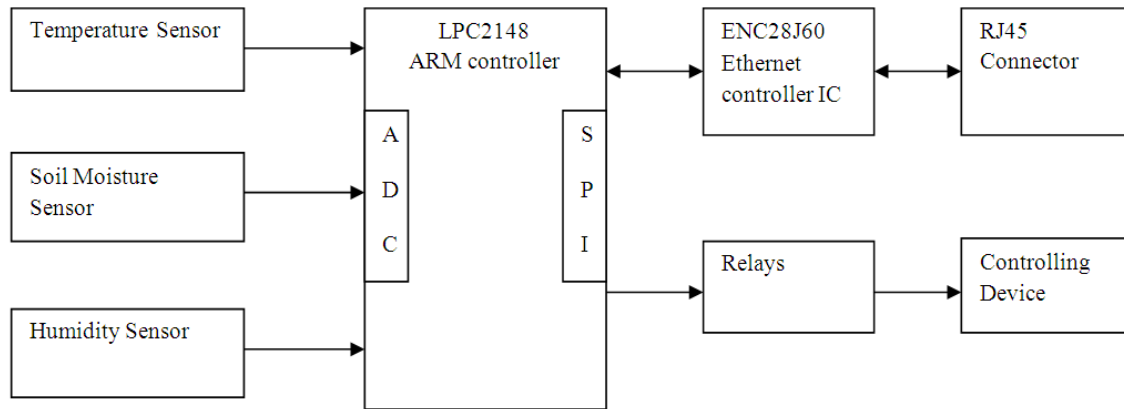 Temperature Sensor
Soil Moisture
Sensor
Humidity Sensor
LPC2148
ARM controller
A
D
C
S
P
I
ENC28J60
Ethernet
controller IC
RJ45
Connector
Relays
Controlling
Device